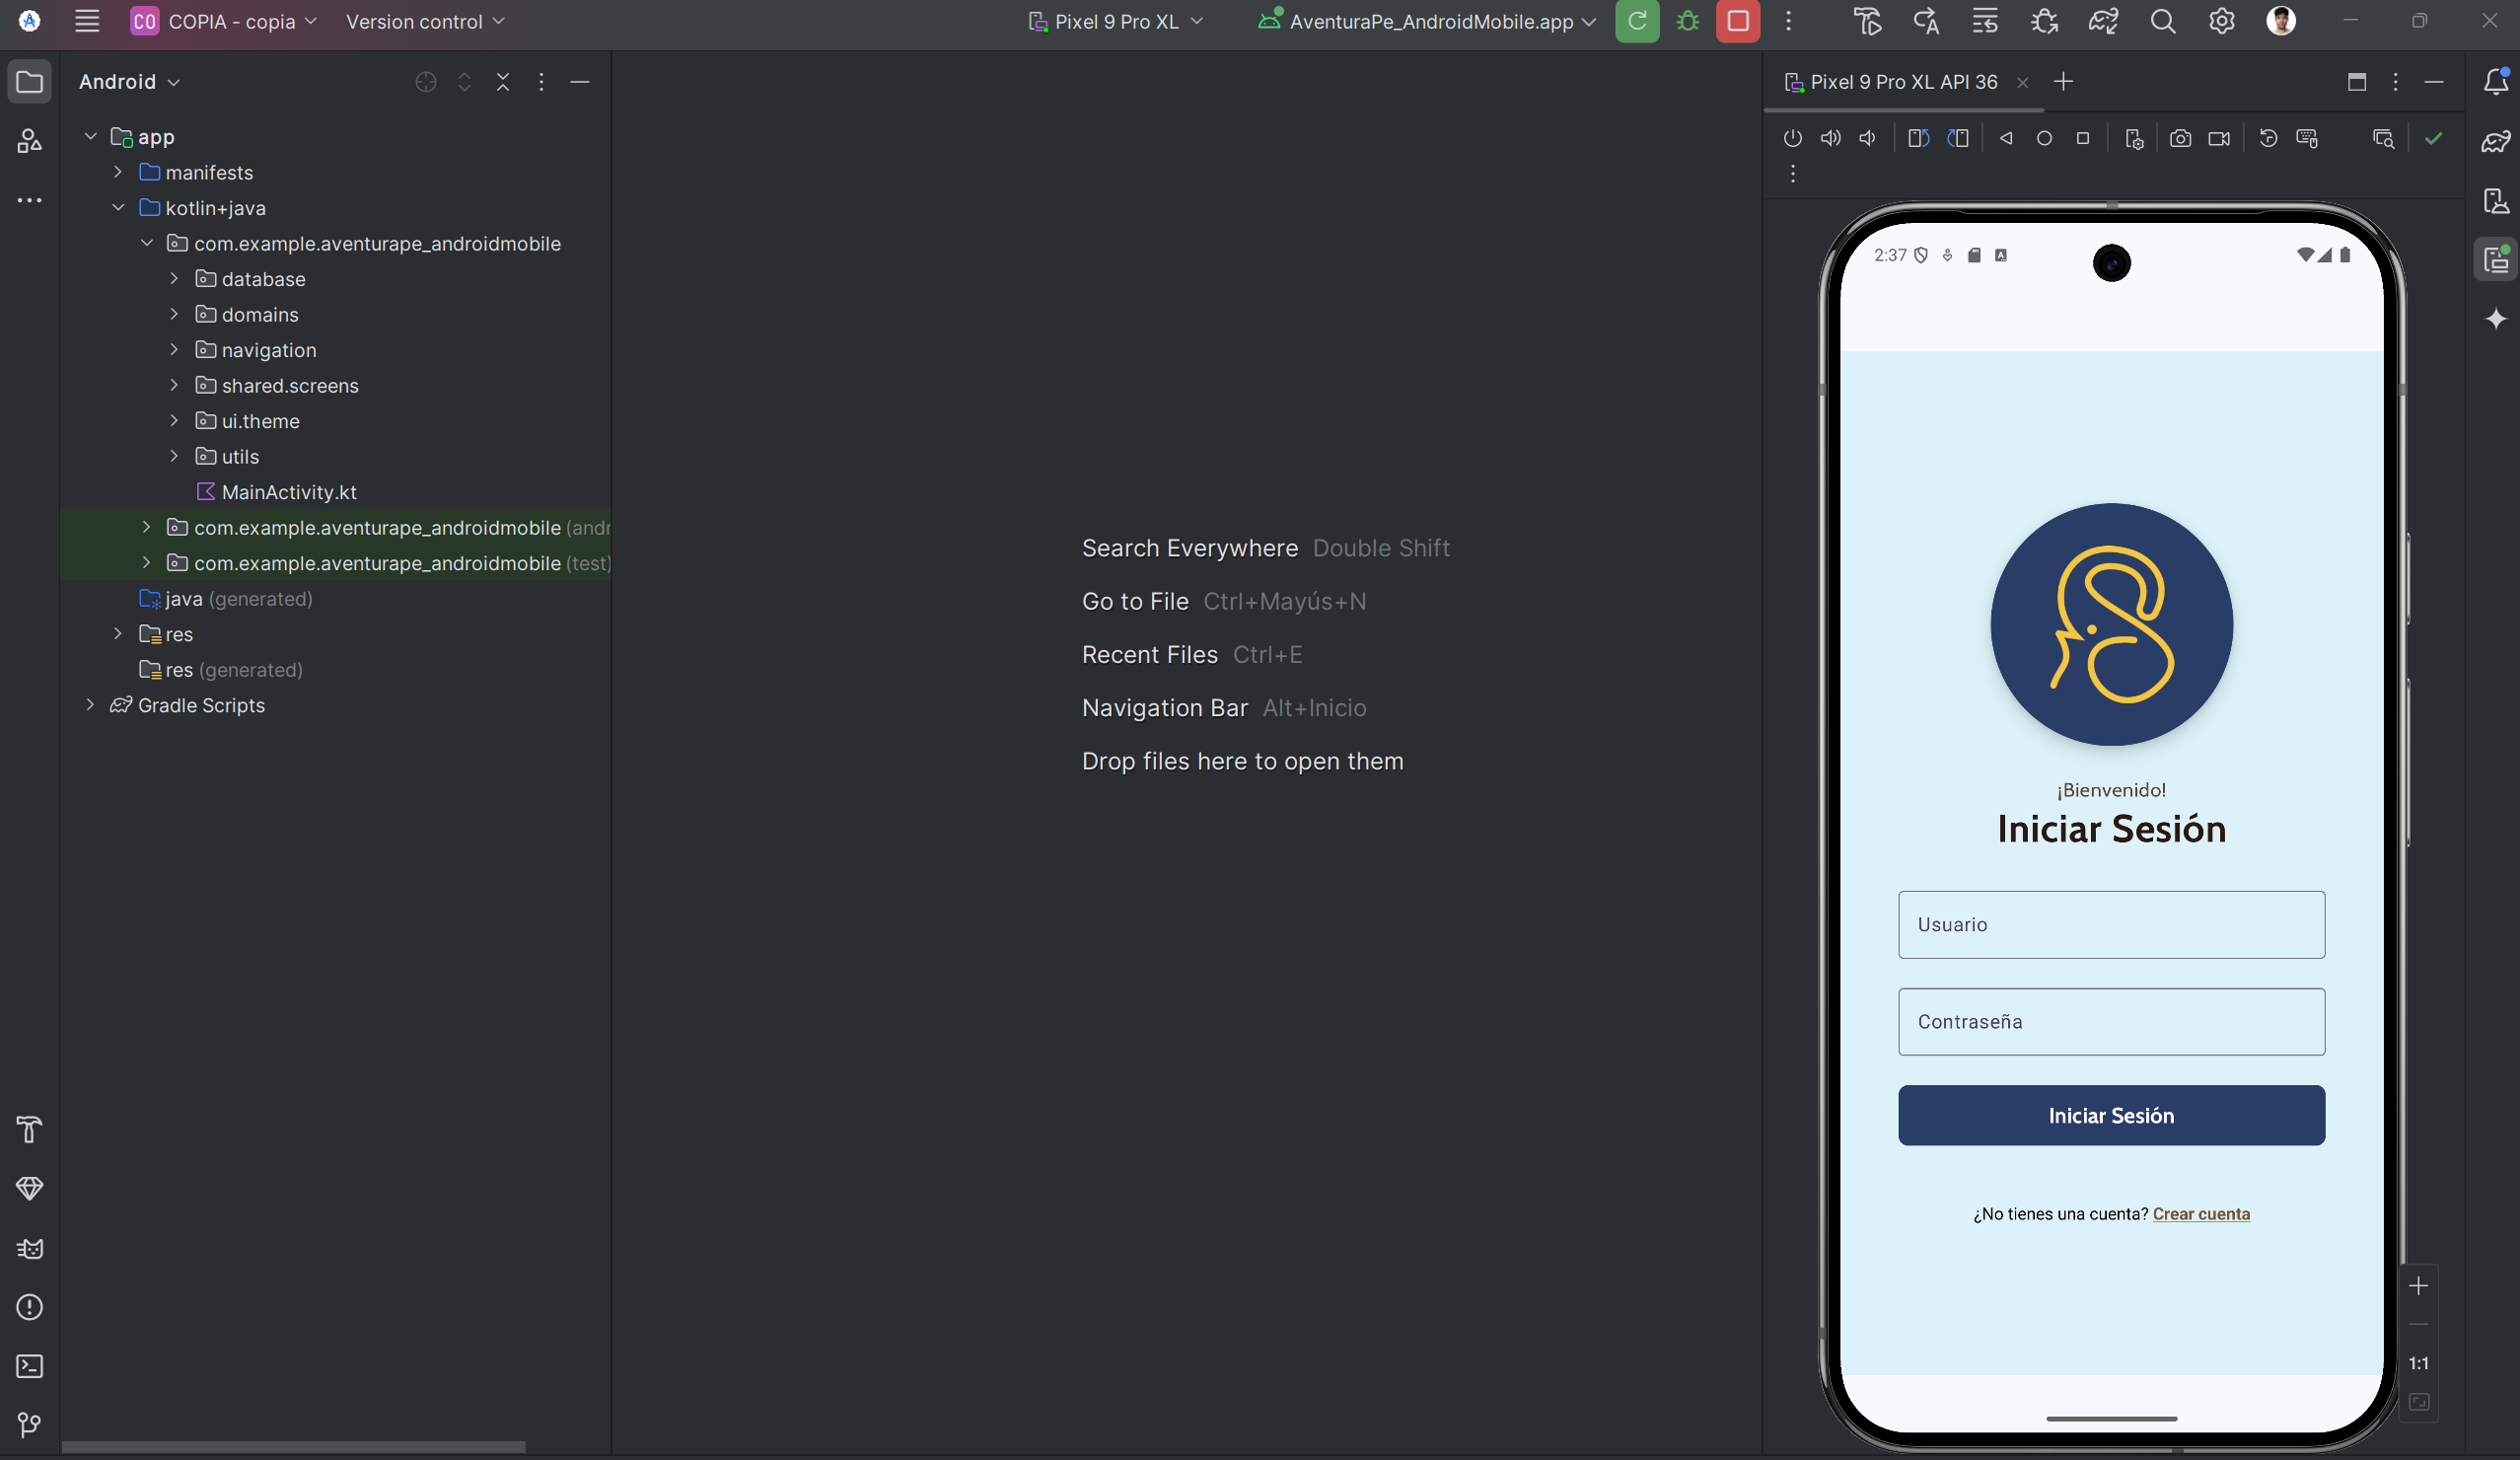 CO COPIA - copia Version control Pixel 9 Pro XL AventuraPe_AndroidMobile.app
Android
app
manifests
kotlin+java
com.example.aventurape_androidmobile
database
domains
navigation
shared.screens
ui.theme
utils
MainActivity.kt
com.example.aventurape_androidmobile (andr
com.example.aventurape_androidmobile (test)
java (generated)
res
res (generated)
Gradle Scripts
Search Everywhere Double Shift
Go to File Ctrl+Mayús+N
Recent Files Ctrl+E
Navigation Bar Alt+Inicio
Drop files here to open them
Pixel 9 Pro XL API 36
2:37
¡Bienvenido!
Iniciar Sesión
Usuario
Contraseña
Iniciar Sesión
¿No tienes una cuenta? Crear cuenta
1:1